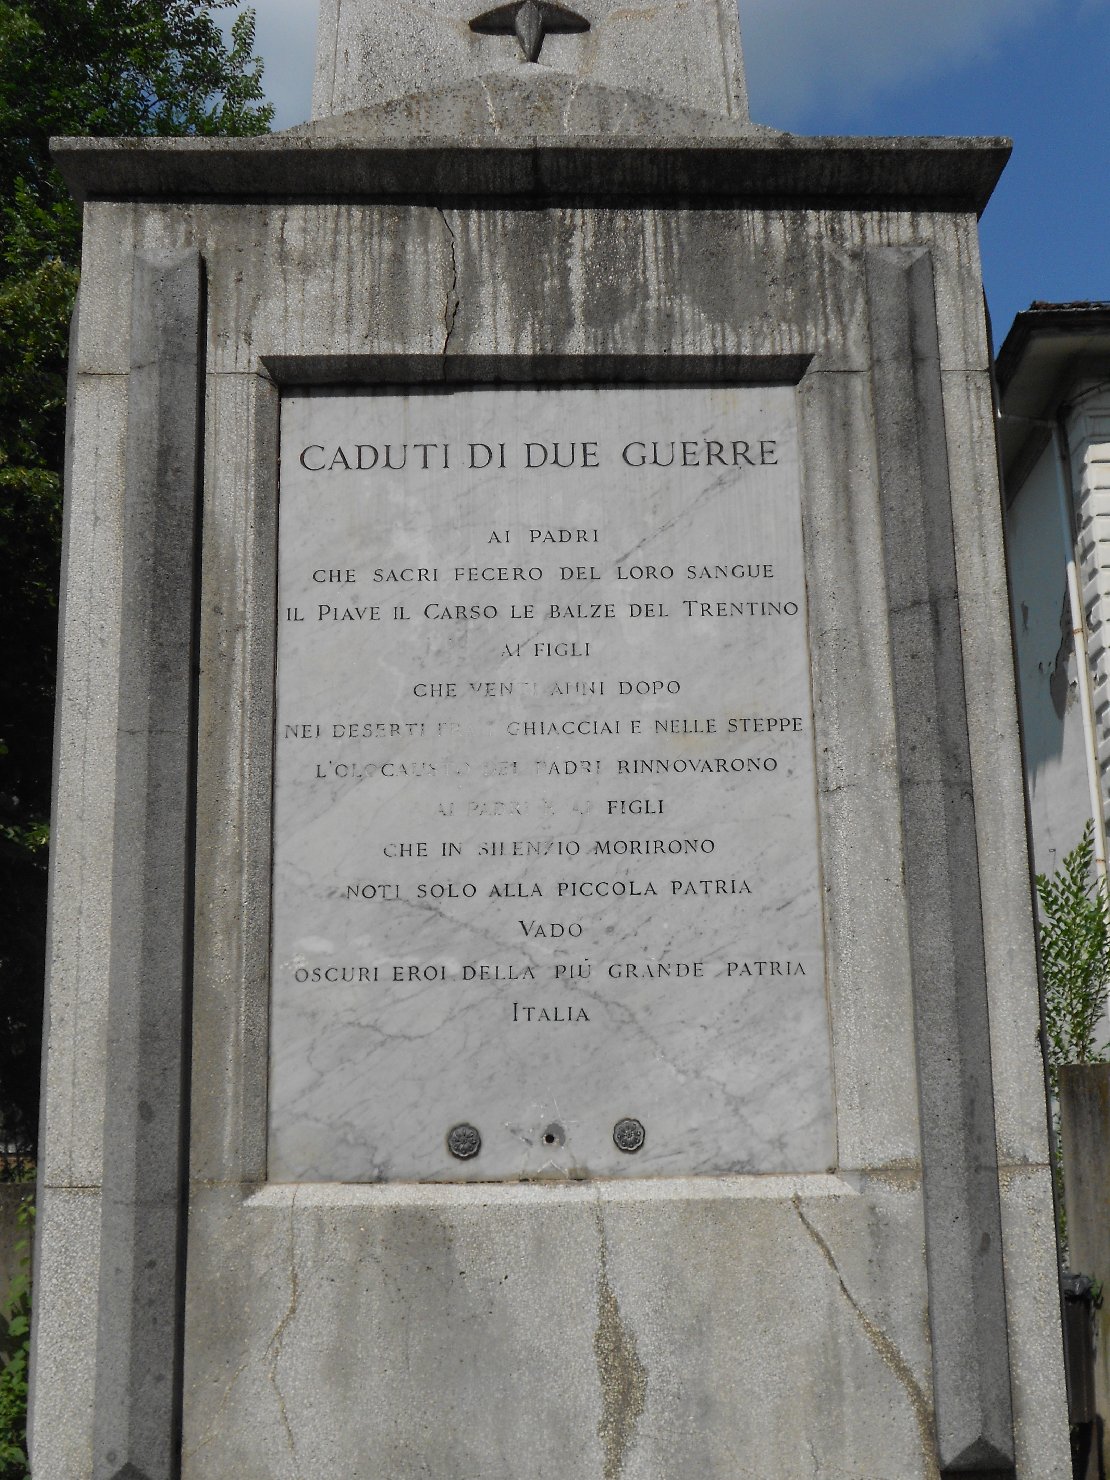 CADUTI DI DUE GUERRE
AI PADRI
CHE SACRI FECERO DEL LORO SANGUE
IL PIAVE IL CARSO LE BALZE DEL TRENTINO
AI FIGLI
CHE VENTI ANNI DOPO
NEI DESERTI FRA I GHIACCIAI E NELLE STEPPE
L'OLOCAUSTO DEI PADRI RINNOVARONO
AI PADRI E AI FIGLI
CHE IN SILENZIO MORIRONO
NOTI SOLO ALLA PICCOLA PATRIA
VADO
OSCURI EROI DELLA PIÙ GRANDE PATRIA
ITALIA